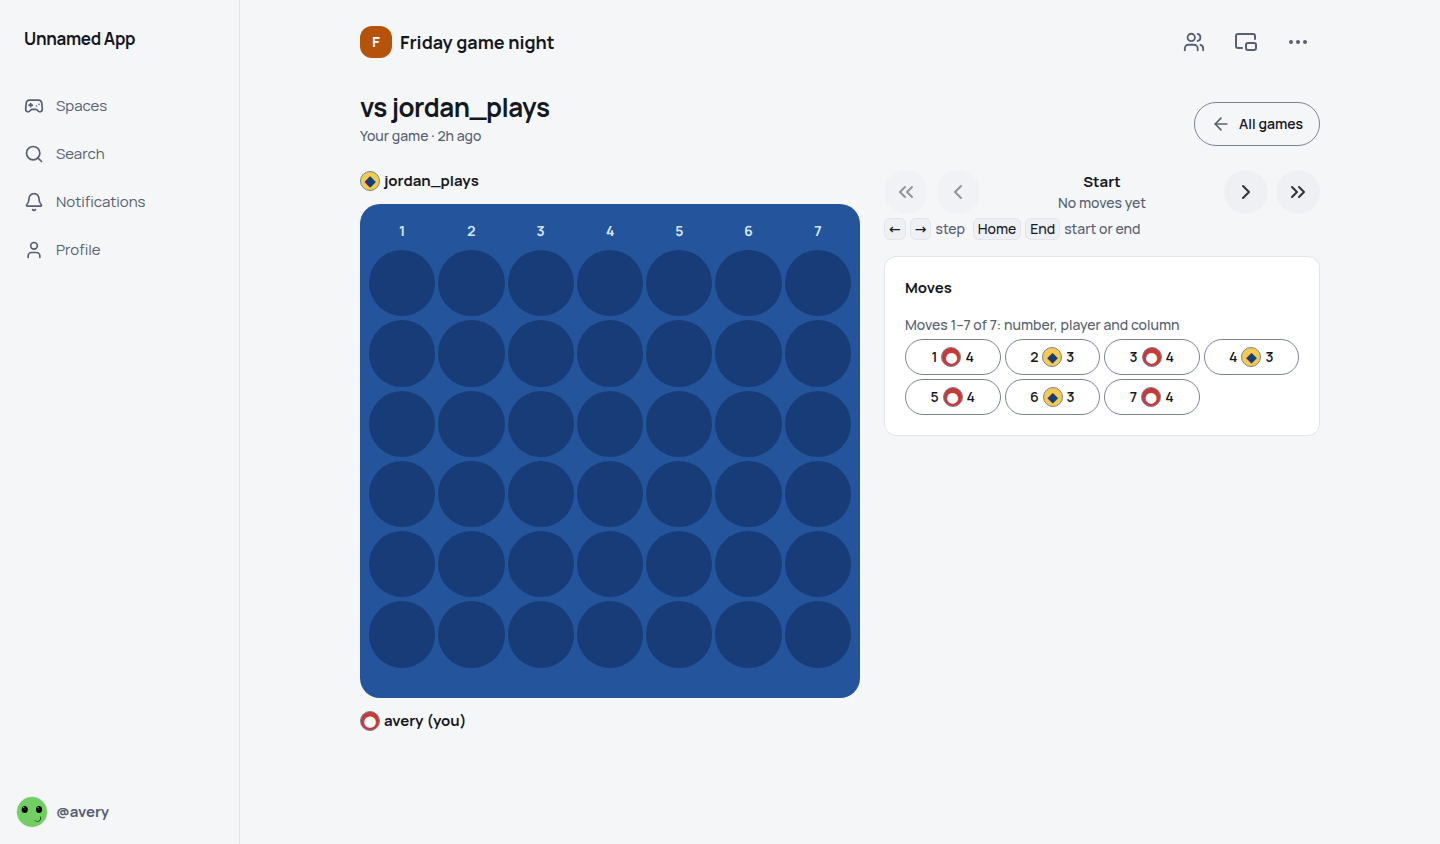 Unnamed App
Spaces
Search
Notifications
Profile
@avery
F Friday game night
vs jordan_plays
Your game · 2h ago
All games
jordan_plays
1 2 3 4 5 6 7
avery (you)
Start
No moves yet
← → step Home End start or end
Moves
Moves 1–7 of 7: number, player and column
1 4 2 3 3 4 4 3
5 4 6 3 7 4